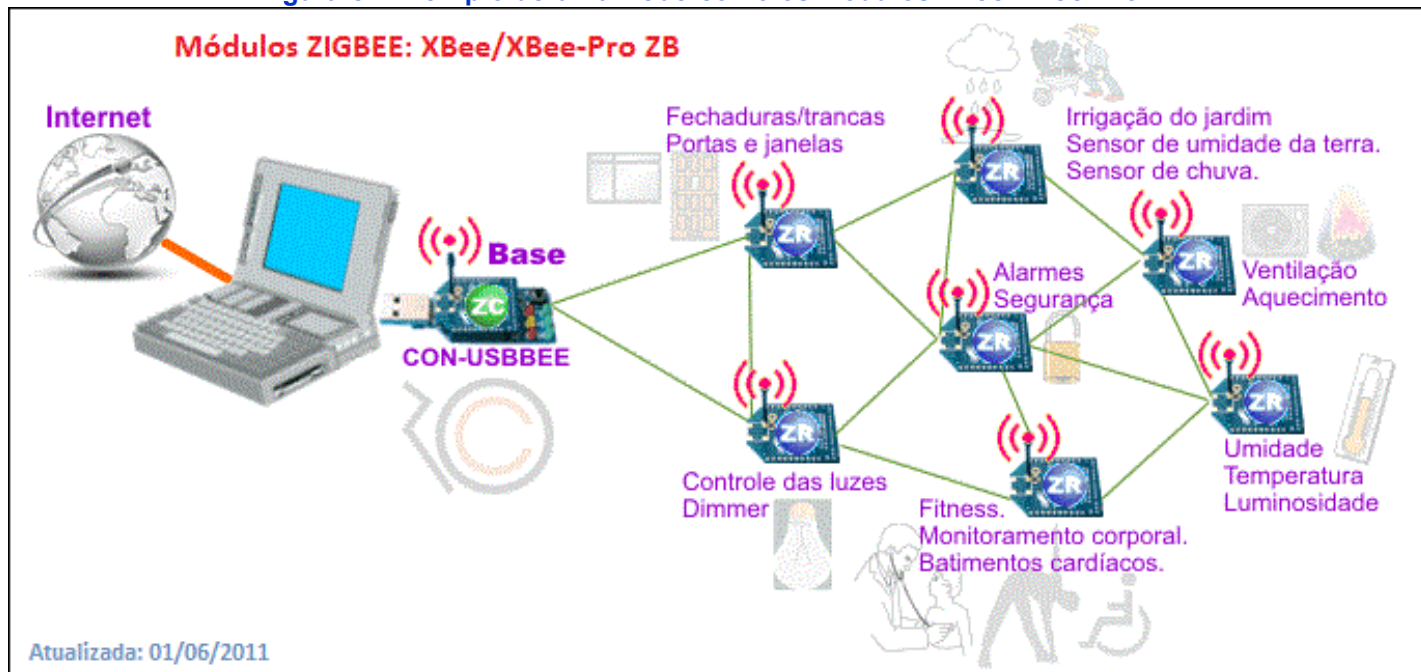 Módulos ZIGBEE: XBee/XBee-Pro ZB
Internet
Base
ZC
CON-USBBEE
Fechaduras/trancas
Portas e janelas
ZR
Irrigação do jardim
Sensor de umidade da terra.
Sensor de chuva.
ZR
ZR
Ventilação
Aquecimento
Alarmes
Segurança
ZR
ZR
Controle das luzes
Dimmer
ZR
Umidade
Temperatura
Luminosidade
ZR
Fitness.
Monitoramento corporal.
Batimentos cardíacos.
Atualizada: 01/06/2011